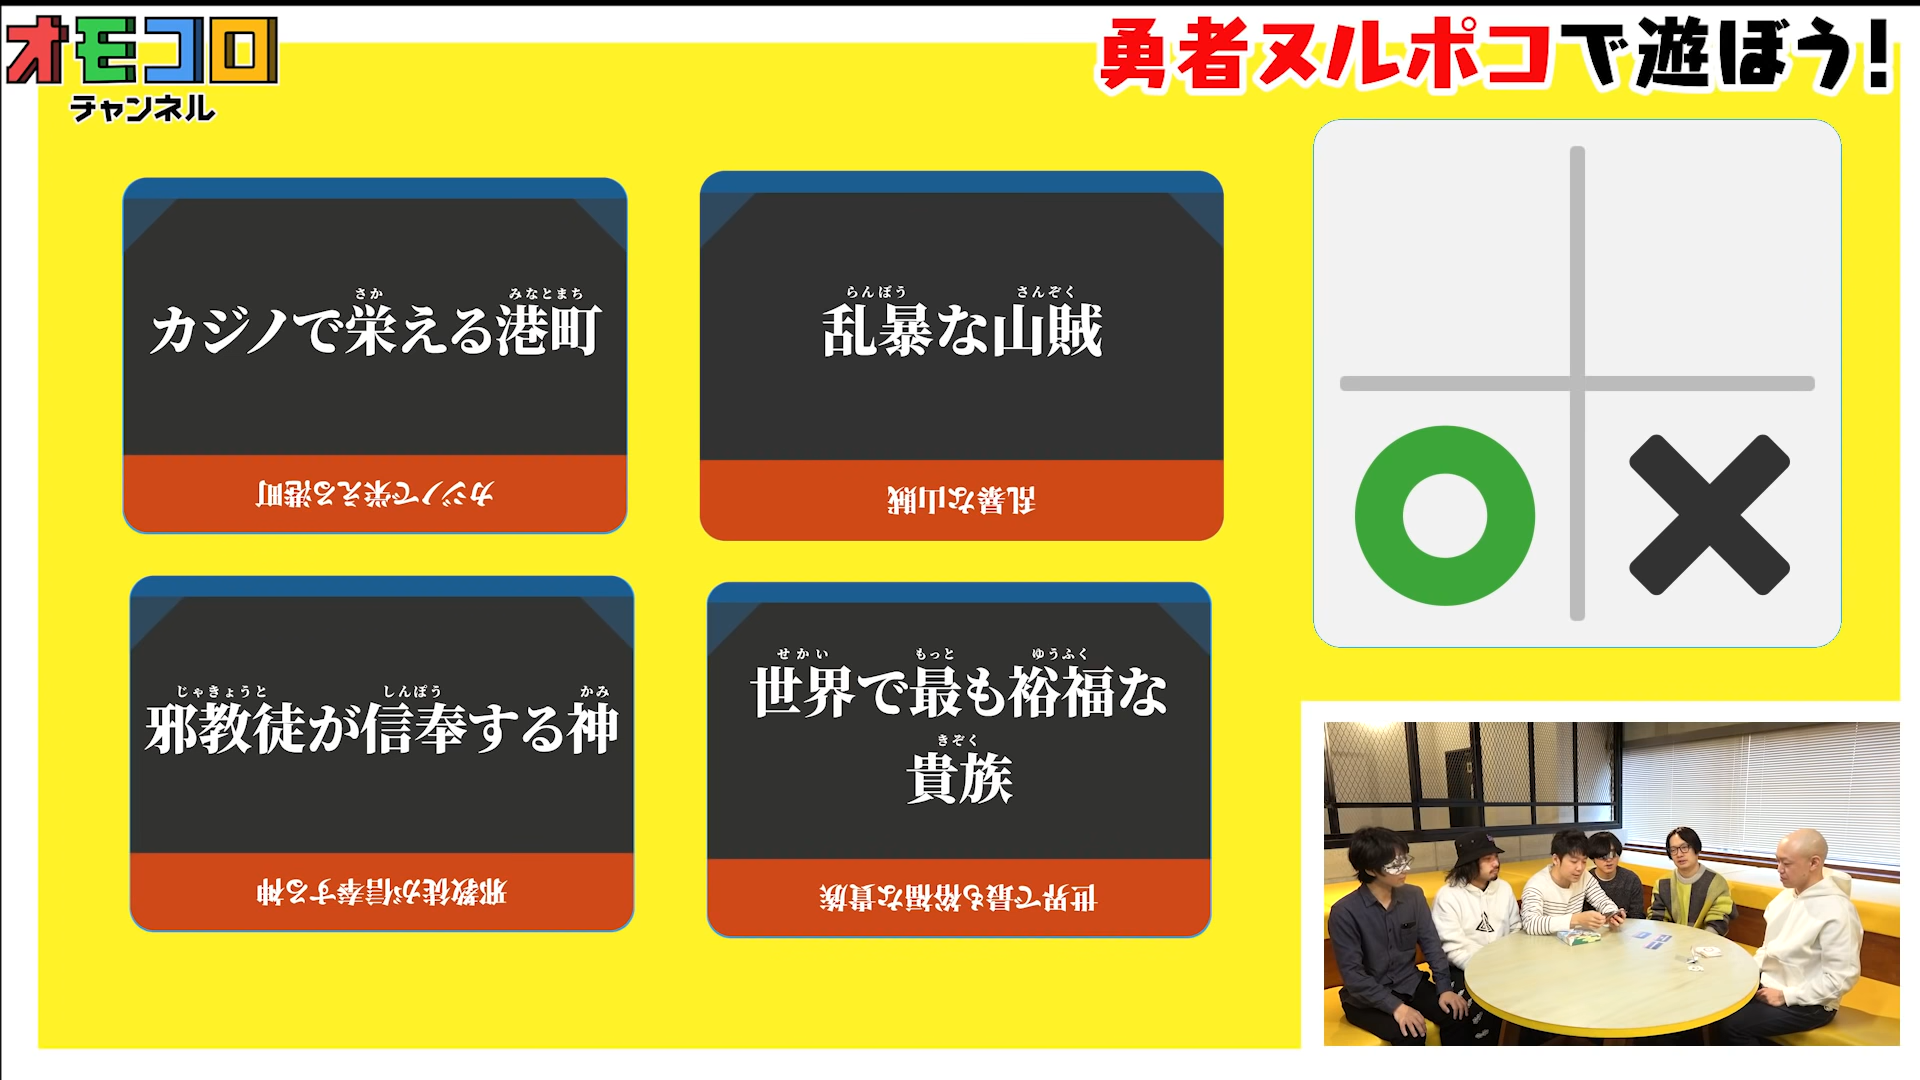 オモコロ
チャンネル
勇者ヌルポコで遊ぼう!
さか みなとまち
カジノで栄える港町
カジノで栄える港町
らんぼう さんぞく
乱暴な山賊
乱暴な山賊
じゃきょうと しんぽう かみ
邪教徒が信奉する神
邪教徒が信奉する神
せかい もっと ゆうふく
世界で最も裕福な
きぞく
貴族
世界で最も裕福な貴族